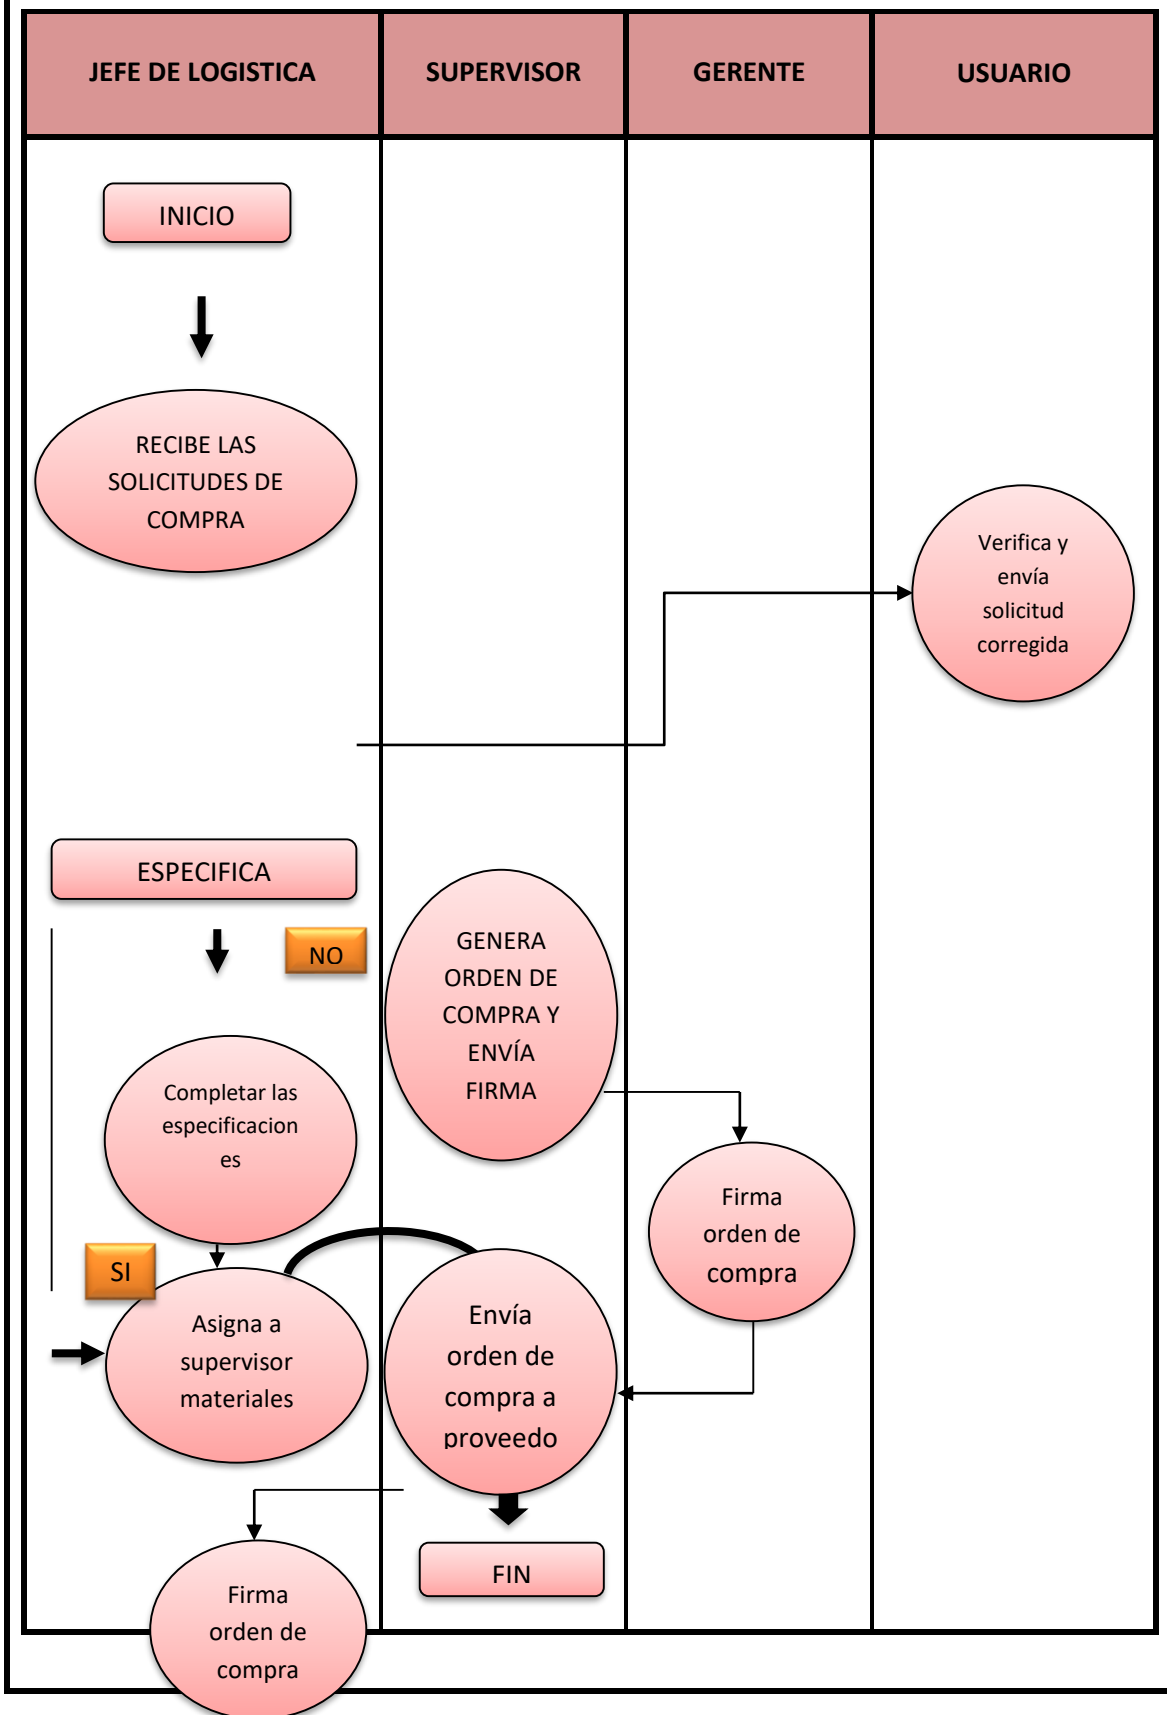 JEFE DE LOGISTICA
SUPERVISOR
GERENTE
USUARIO
INICIO
RECIBE LAS
SOLICITUDES DE
COMPRA
Verifica y
envía
solicitud
corregida
ESPECIFICA
NO
GENERA
ORDEN DE
COMPRA Y
ENVÍA
FIRMA
Completar las
especificacion
es
Firma
orden de
compra
SI
Asigna a
supervisor
materiales
Envía
orden de
compra a
proveedo
FIN
Firma
orden de
compra